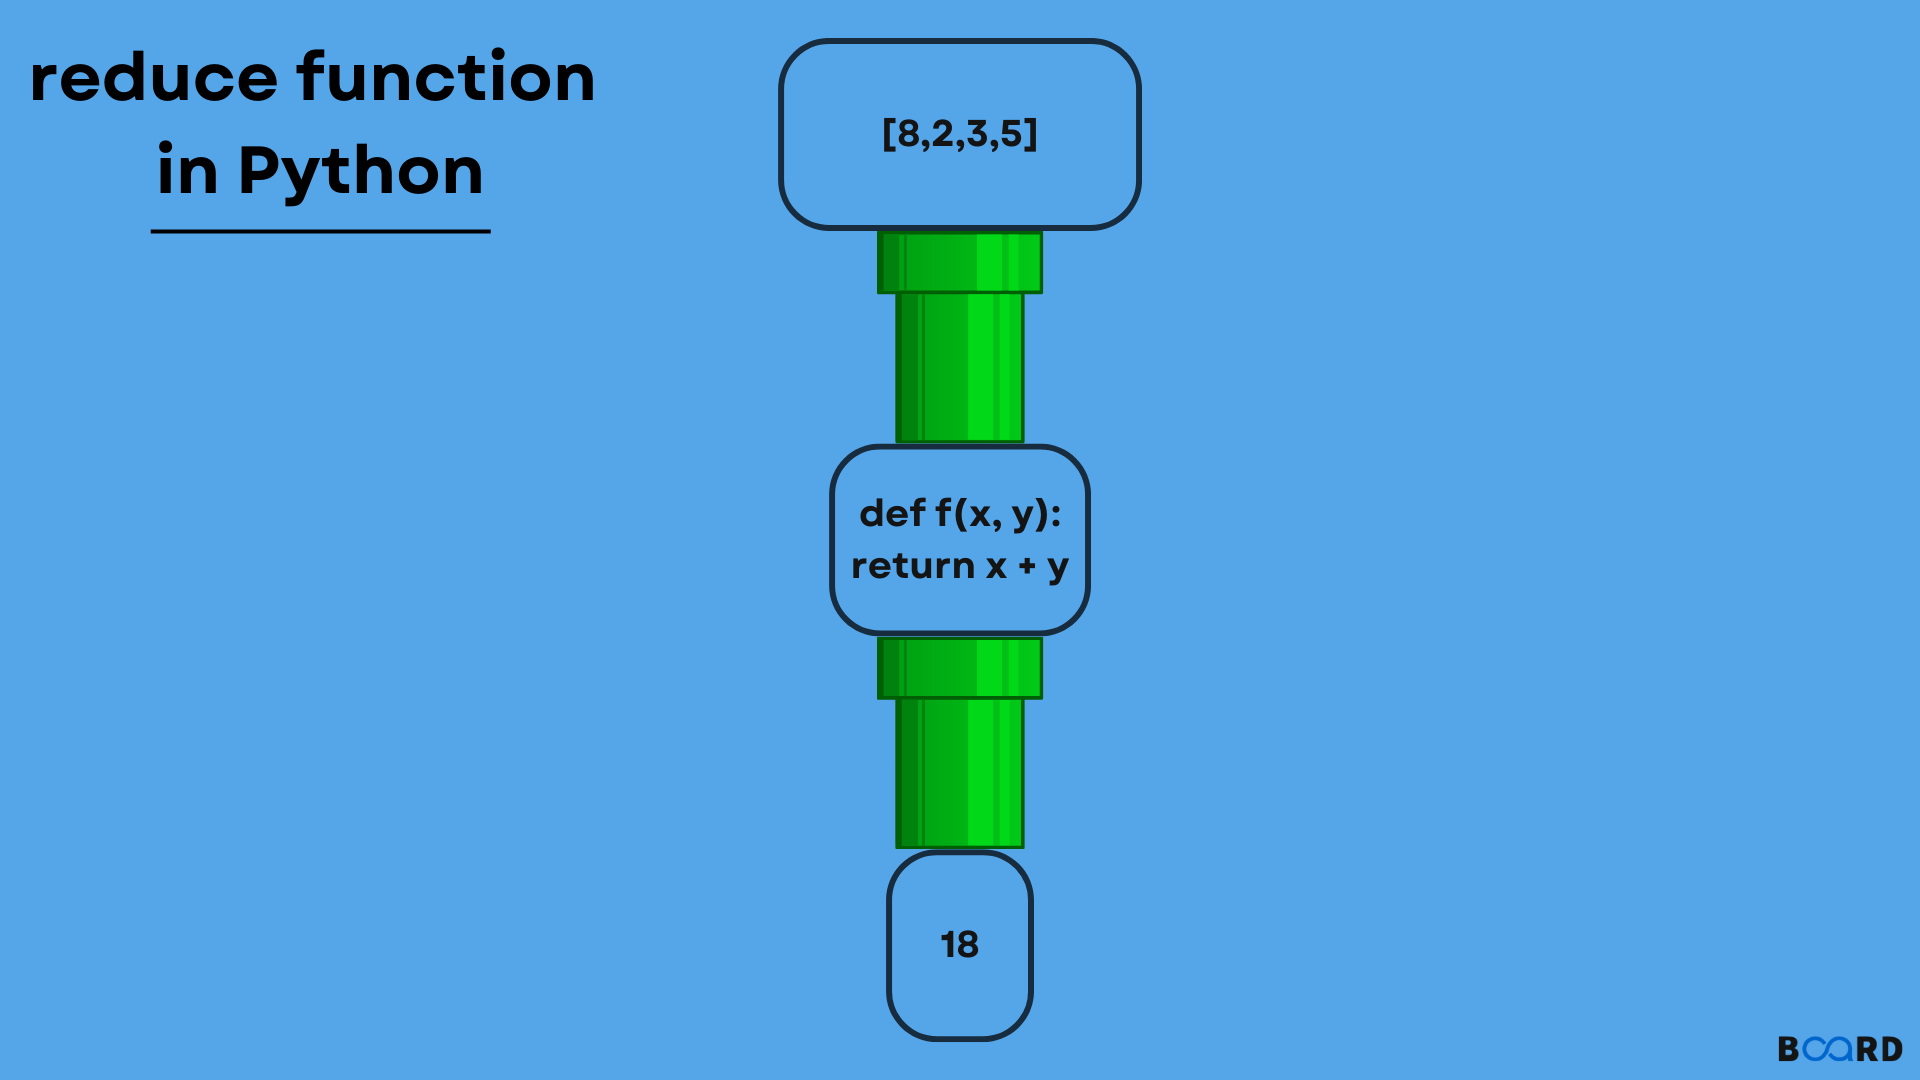 reduce function
in Python
[8,2,3,5]
def f(x, y):
return x + y
18
BOARD